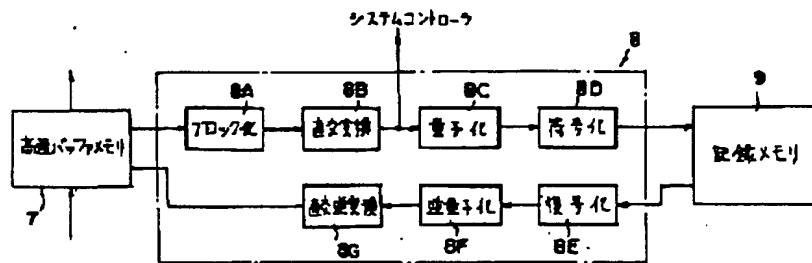 システムコントローラ
8
8A
8B
8C
8D
9
高速バッファメモリ
ブロック化
直交変換
量子化
符号化
記録メモリ
7
直交逆変換
逆量子化
復号化
8G
8F
8E